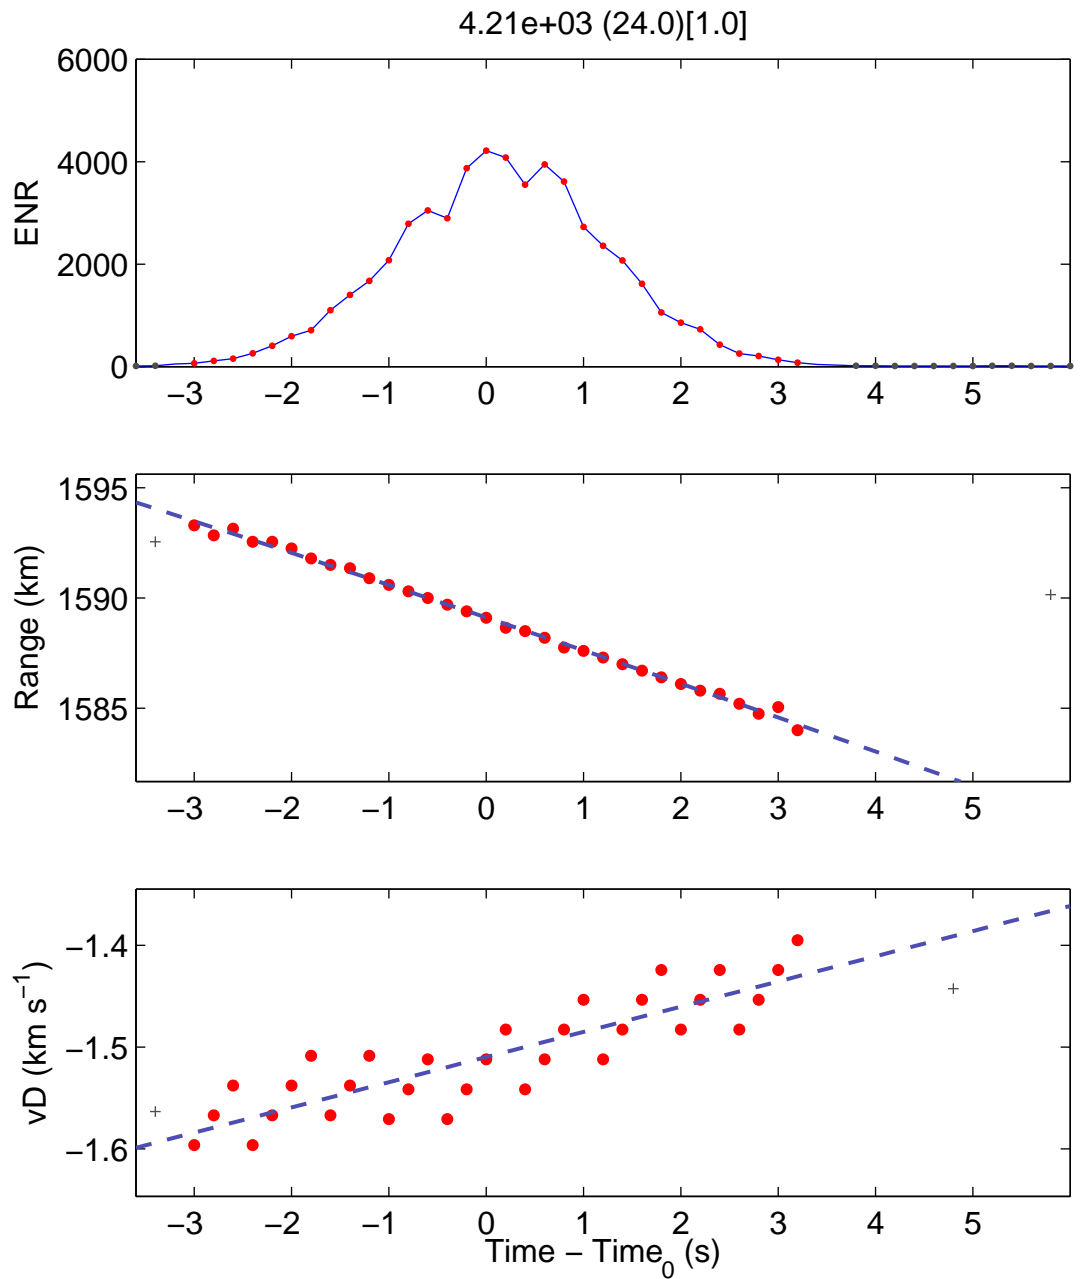 4.21e+03 (24.0)[1.0]
6000
4000
2000
0
ENR
−3 −2 −1 0 1 2 3 4 5
1595
1590
1585
Range (km)
−3 −2 −1 0 1 2 3 4 5
−1.4
−1.5
−1.6
vD (km s⁻¹)
−3 −2 −1 0 1 2 3 4 5
Time − Time₀ (s)